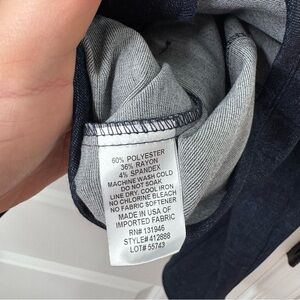 60% POLYESTER
36% RAYON
4% SPANDEX
MACHINE WASH COLD
DO NOT SOAK
LINE DRY. COOL IRON
NO CHLORINE BLEACH
NO FABRIC SOFTENER
MADE IN USA OF
IMPORTED FABRIC
RN# 131946
STYLE# 412888
LOT# 55743